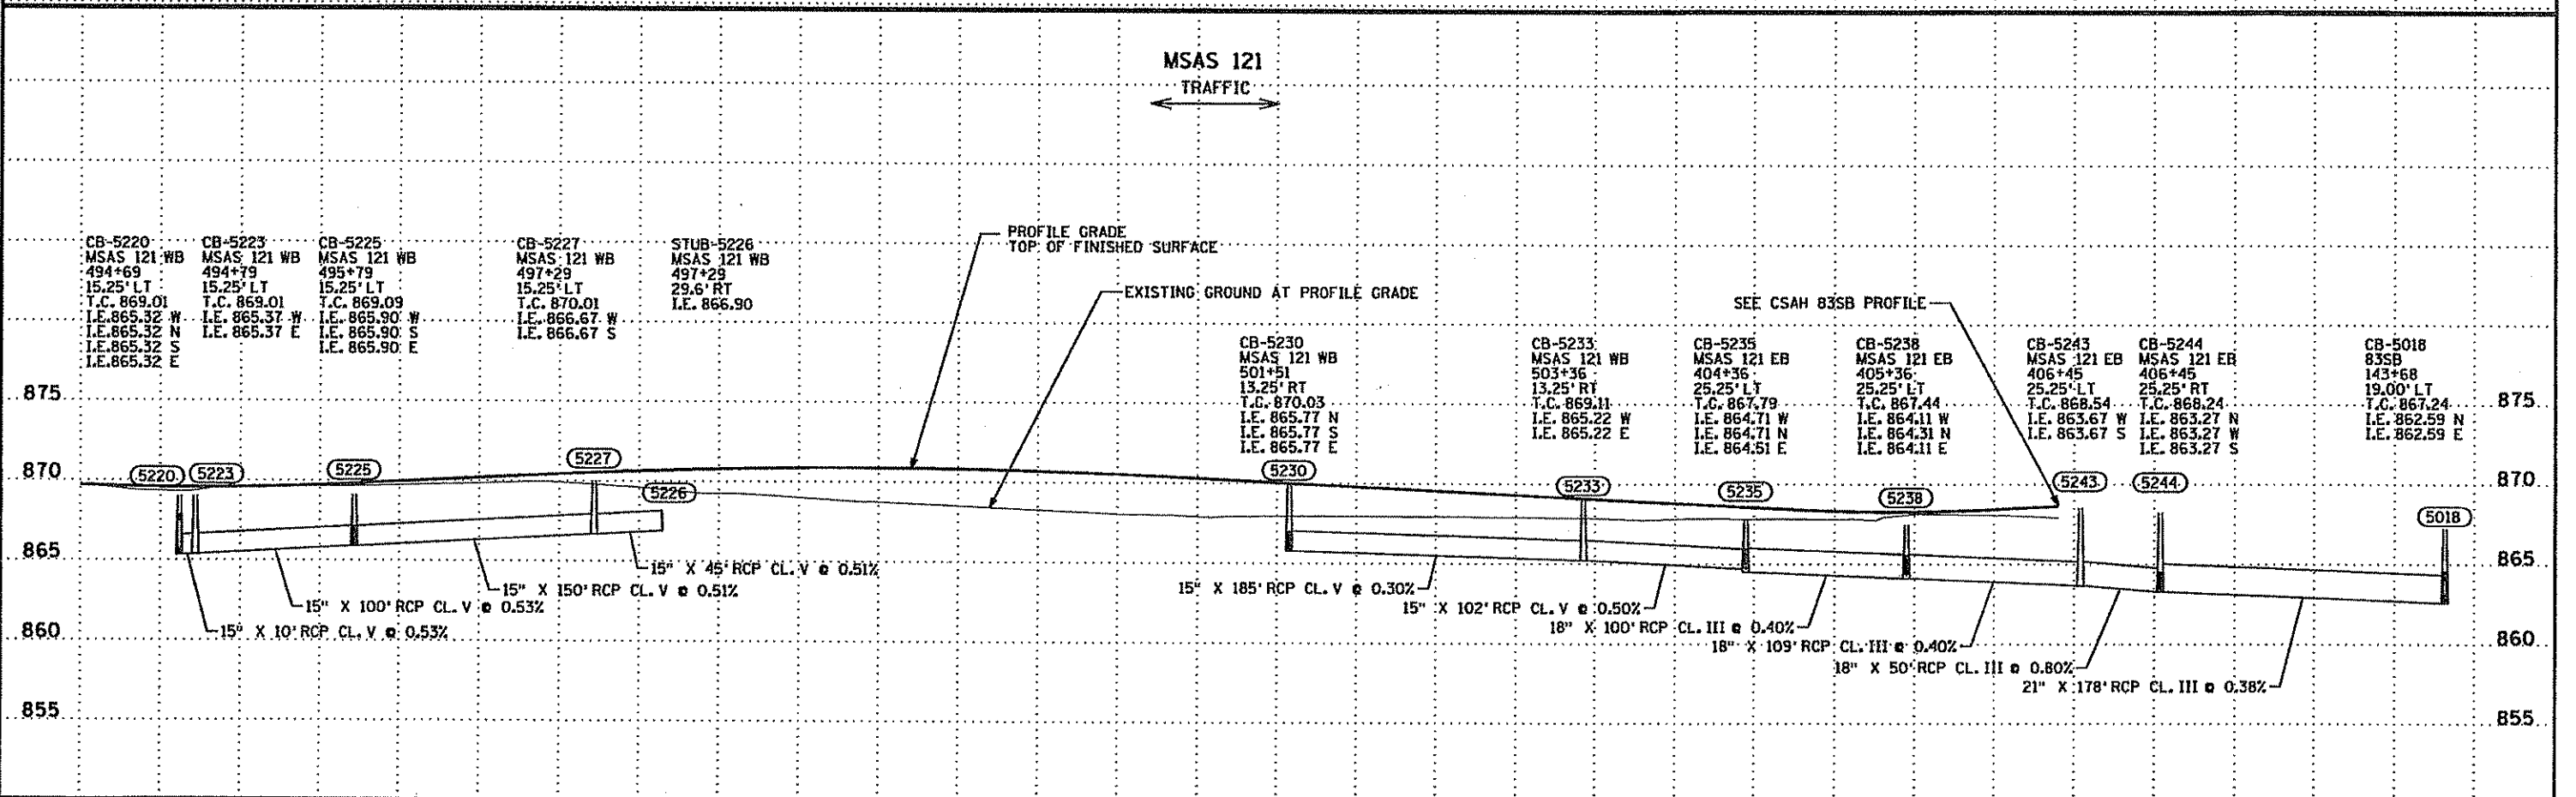 MSAS 121
TRAFFIC
CB-5220
MSAS 121 WB
494+69
15.25' LT
T.C. 869.01
I.E.865.32 W
I.E.865.32 N
I.E.865.32 S
I.E.865.32 E
CB-5223
MSAS 121 WB
494+79
15.25' LT
T.C. 869.01
I.E. 865.37 W
I.E. 865.37 E
CB-5225
MSAS 121 WB
495+79
15.25' LT
T.C. 869.09
I.E. 865.90 W
I.E. 865.90 S
I.E. 865.90 E
CB-5227
MSAS 121 WB
497+29
15.25' LT
T.C. 870.01
I.E. 866.67 W
I.E. 866.67 S
STUB-5226
MSAS 121 WB
497+29
29.6' RT
I.E. 866.90
PROFILE GRADE
TOP OF FINISHED SURFACE
EXISTING GROUND AT PROFILE GRADE
SEE CSAH 83SB PROFILE
CB-5230
MSAS 121 WB
501+51
13.25' RT
T.C. 870.03
I.E. 865.77 N
I.E. 865.77 S
I.E. 865.77 E
CB-5233
MSAS 121 WB
503+36
13.25' RT
T.C. 869.11
I.E. 865.22 W
I.E. 865.22 E
CB-5235
MSAS 121 EB
404+36
25.25' LT
T.C. 867.79
I.E. 864.71 W
I.E. 864.71 N
I.E. 864.51 E
CB-5238
MSAS 121 EB
405+36
25.25' LT
T.C. 867.44
I.E. 864.11 W
I.E. 864.31 N
I.E. 864.11 E
CB-5243
MSAS 121 EB
406+45
25.25' LT
T.C. 868.54
I.E. 863.67 W
I.E. 863.67 S
CB-5244
MSAS 121 EB
406+45
25.25' RT
T.C. 868.24
I.E. 863.27 N
I.E. 863.27 W
I.E. 863.27 S
CB-5018
83SB
143+68
19.00' LT
T.C. 867.24
I.E. 862.59 N
I.E. 862.59 E
875
875
870
5220
5223
5225
5227
5226
5230
5233
5235
5238
5243
5244
5018
870
865
865
15" X 45' RCP CL. V @ 0.51%
15" X 150' RCP CL. V @ 0.51%
15" X 100' RCP CL. V @ 0.53%
15" X 10' RCP CL. V @ 0.53%
15" X 185' RCP CL. V @ 0.30%
15" X 102' RCP CL. V @ 0.50%
18" X 100' RCP CL. III @ 0.40%
18" X 109' RCP CL. III @ 0.40%
18" X 50' RCP CL. III @ 0.80%
21" X 178' RCP CL. III @ 0.38%
860
860
855
855